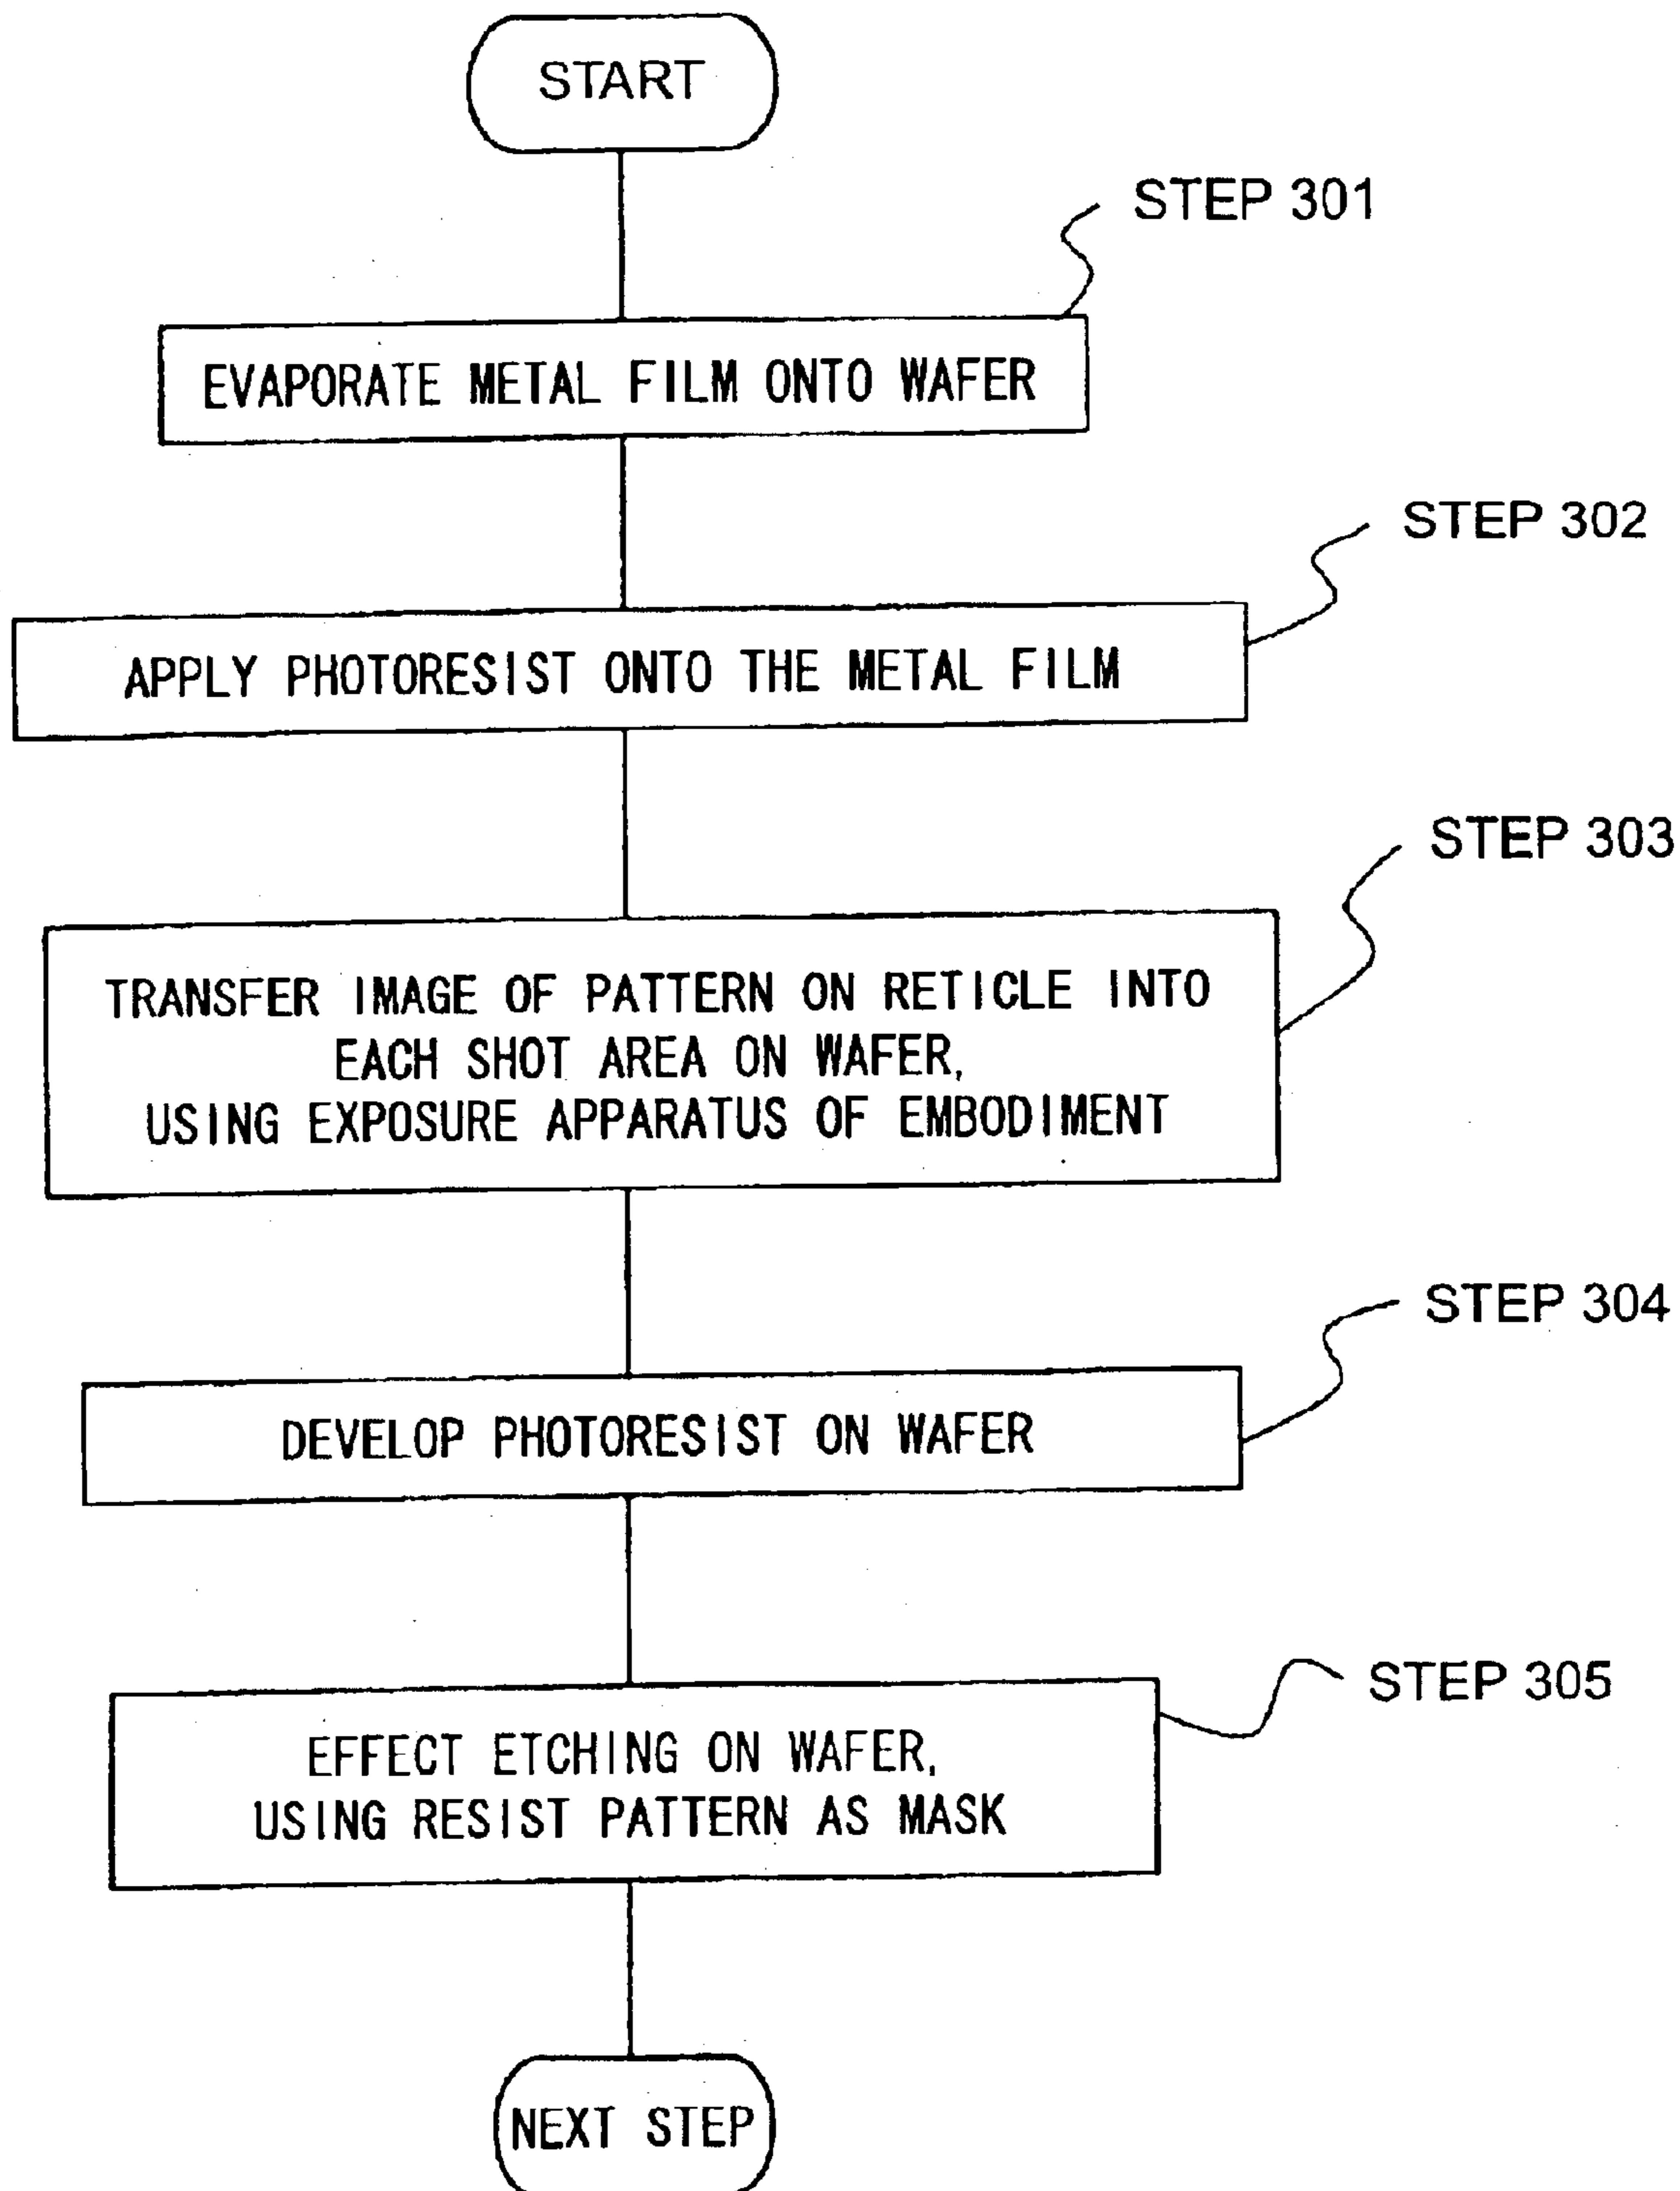 START
STEP 301
EVAPORATE METAL FILM ONTO WAFER
STEP 302
APPLY PHOTORESIST ONTO THE METAL FILM
STEP 303
TRANSFER IMAGE OF PATTERN ON RETICLE INTO
EACH SHOT AREA ON WAFER,
USING EXPOSURE APPARATUS OF EMBODIMENT
STEP 304
DEVELOP PHOTORESIST ON WAFER
STEP 305
EFFECT ETCHING ON WAFER,
USING RESIST PATTERN AS MASK
NEXT STEP